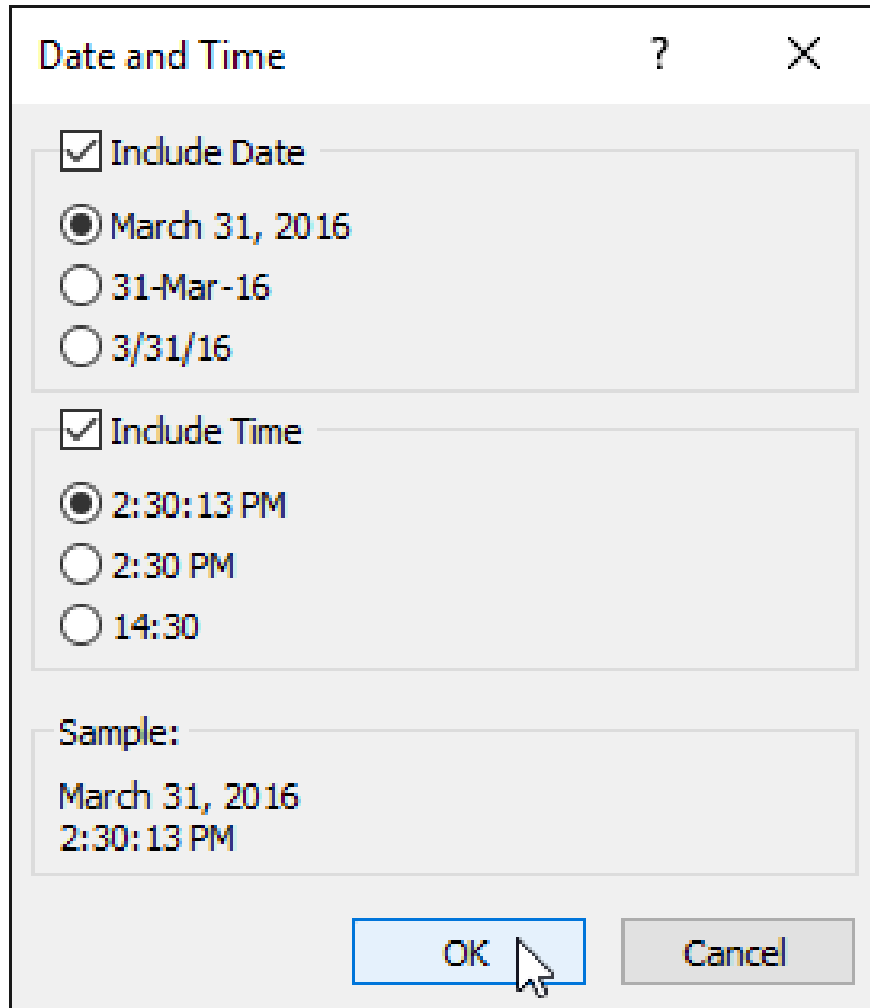 Date and Time ?
Include Date
March 31, 2016
31-Mar-16
3/31/16
Include Time
2:30:13 PM
2:30 PM
14:30
Sample:
March 31, 2016
2:30:13 PM
OK Cancel